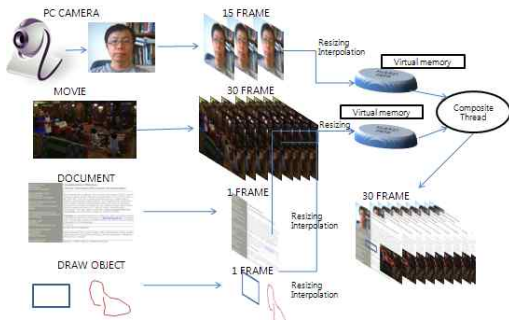 PC CAMERA
15 FRAME
Resizing
Interpolation
Virtual memory
MOVIE
30 FRAME
Resizing
Virtual memory
Composite
Thread
DOCUMENT
1 FRAME
Resizing
Interpolation
30 FRAME
DRAW OBJECT
1 FRAME
Resizing
Interpolation